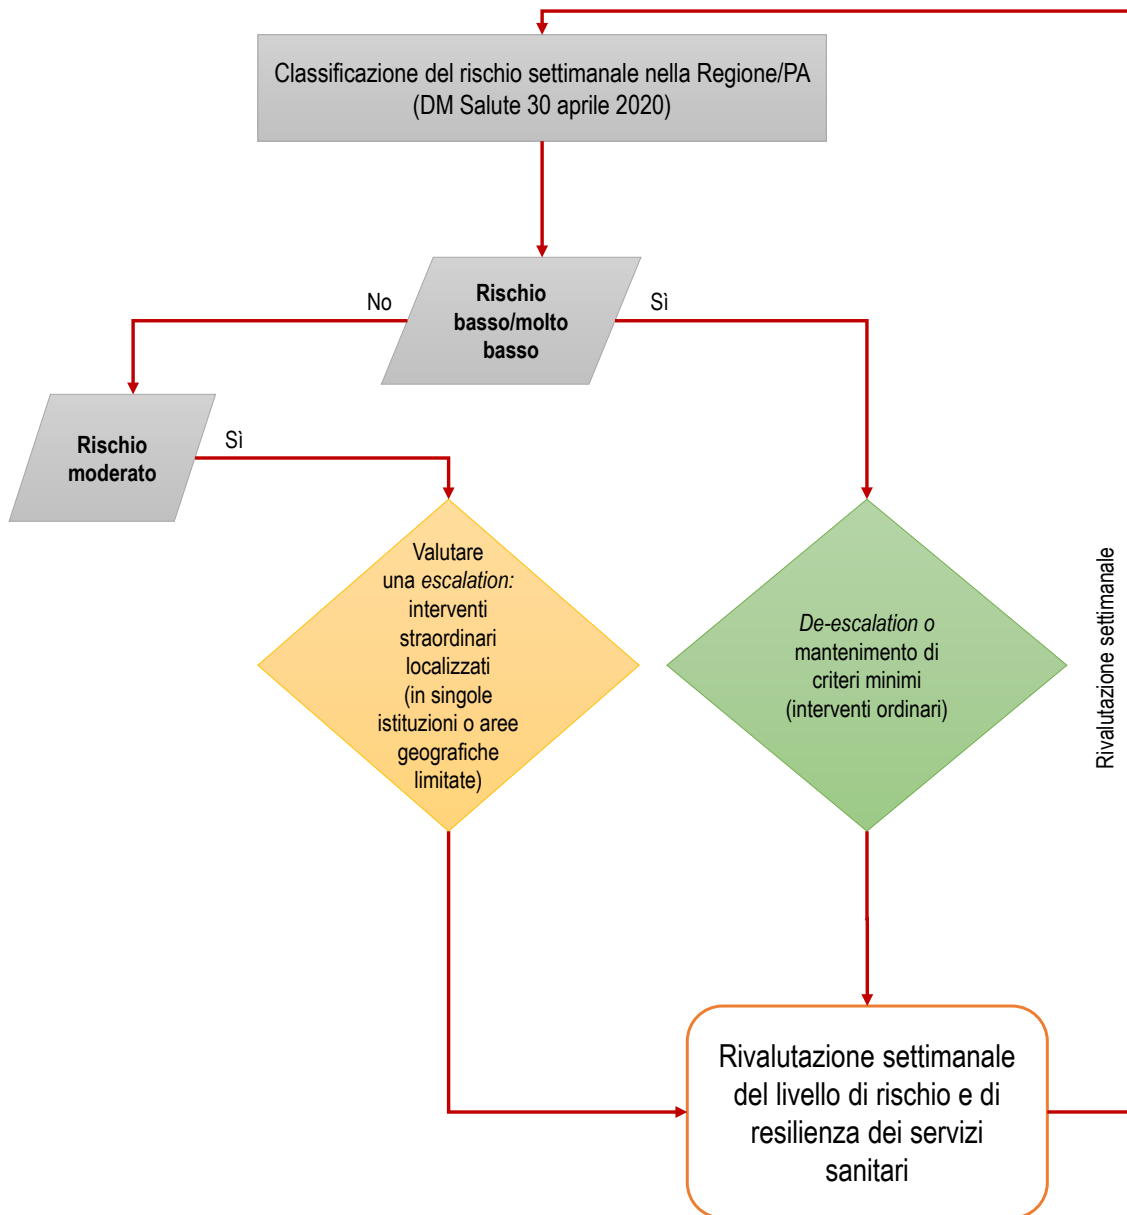 Classificazione del rischio settimanale nella Regione/PA
(DM Salute 30 aprile 2020)
Rischio
basso/molto
basso
No
Sì
Rischio
moderato
Sì
Valutare
una escalation:
interventi
straordinari
localizzati
(in singole
istituzioni o aree
geografiche
limitate)
De-escalation o
mantenimento di
criteri minimi
(interventi ordinari)
Rivalutazione settimanale
Rivalutazione settimanale
del livello di rischio e di
resilienza dei servizi
sanitari